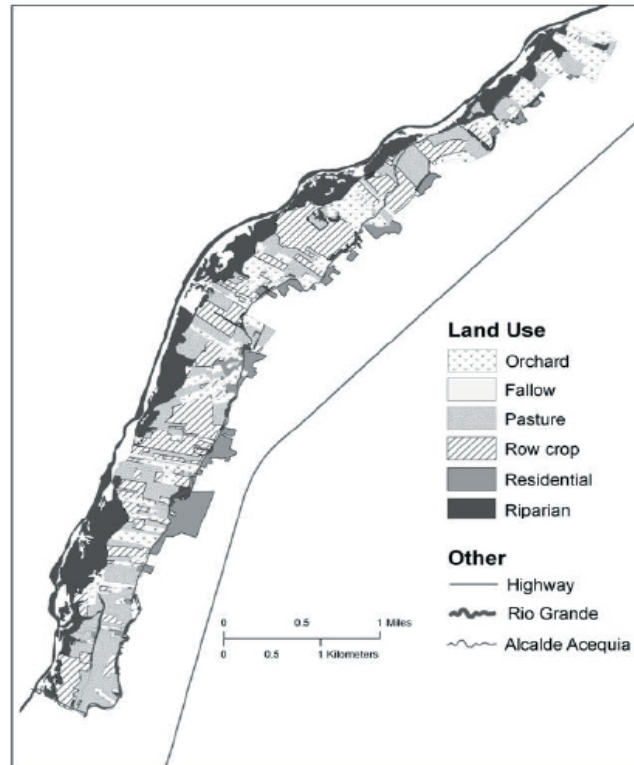 Land Use
Orchard
Fallow
Pasture
Row crop
Residential
Riparian
Other
Highway
Rio Grande
Alcalde Acequia
0 0.5 1 Miles
0 0.5 1 Kilometers